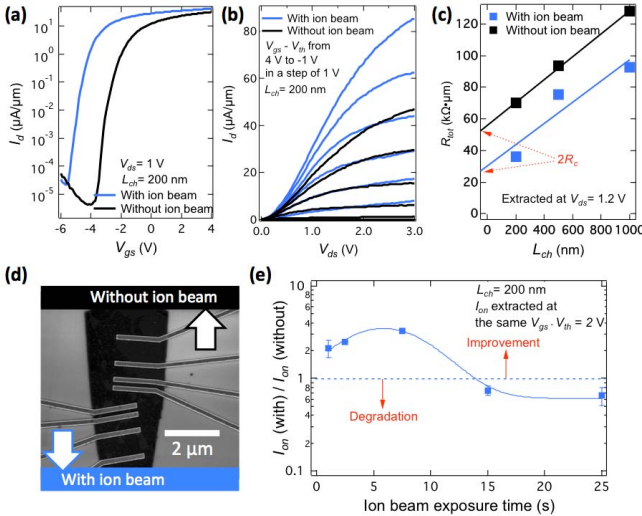 (a)
I_d (μA/μm)
10^1
10^0
10^-1
10^-2
10^-3
10^-4
10^-5
V_ds = 1 V
L_ch = 200 nm
With ion beam
Without ion beam
-6 -4 -2 0 2 4
V_gs (V)
(b)
I_d (μA/μm)
80
60
40
20
0
With ion beam
Without ion beam
V_gs - V_th from
4 V to -1 V
in a step of 1 V
L_ch = 200 nm
0.0 1.0 2.0 3.0
V_ds (V)
(c)
R_tot (kΩ•μm)
120
100
80
60
40
20
0
With ion beam
Without ion beam
2R_c
Extracted at V_ds = 1.2 V
0 200 400 600 800 1000
L_ch (nm)
(d)
Without ion beam
2 μm
With ion beam
(e)
I_on (with) / I_on (without)
8
6
4
2
1
8
6
4
2
0.1
L_ch = 200 nm
I_on extracted at
the same V_gs - V_th = 2 V
Improvement
Degradation
0 5 10 15 20 25
Ion beam exposure time (s)